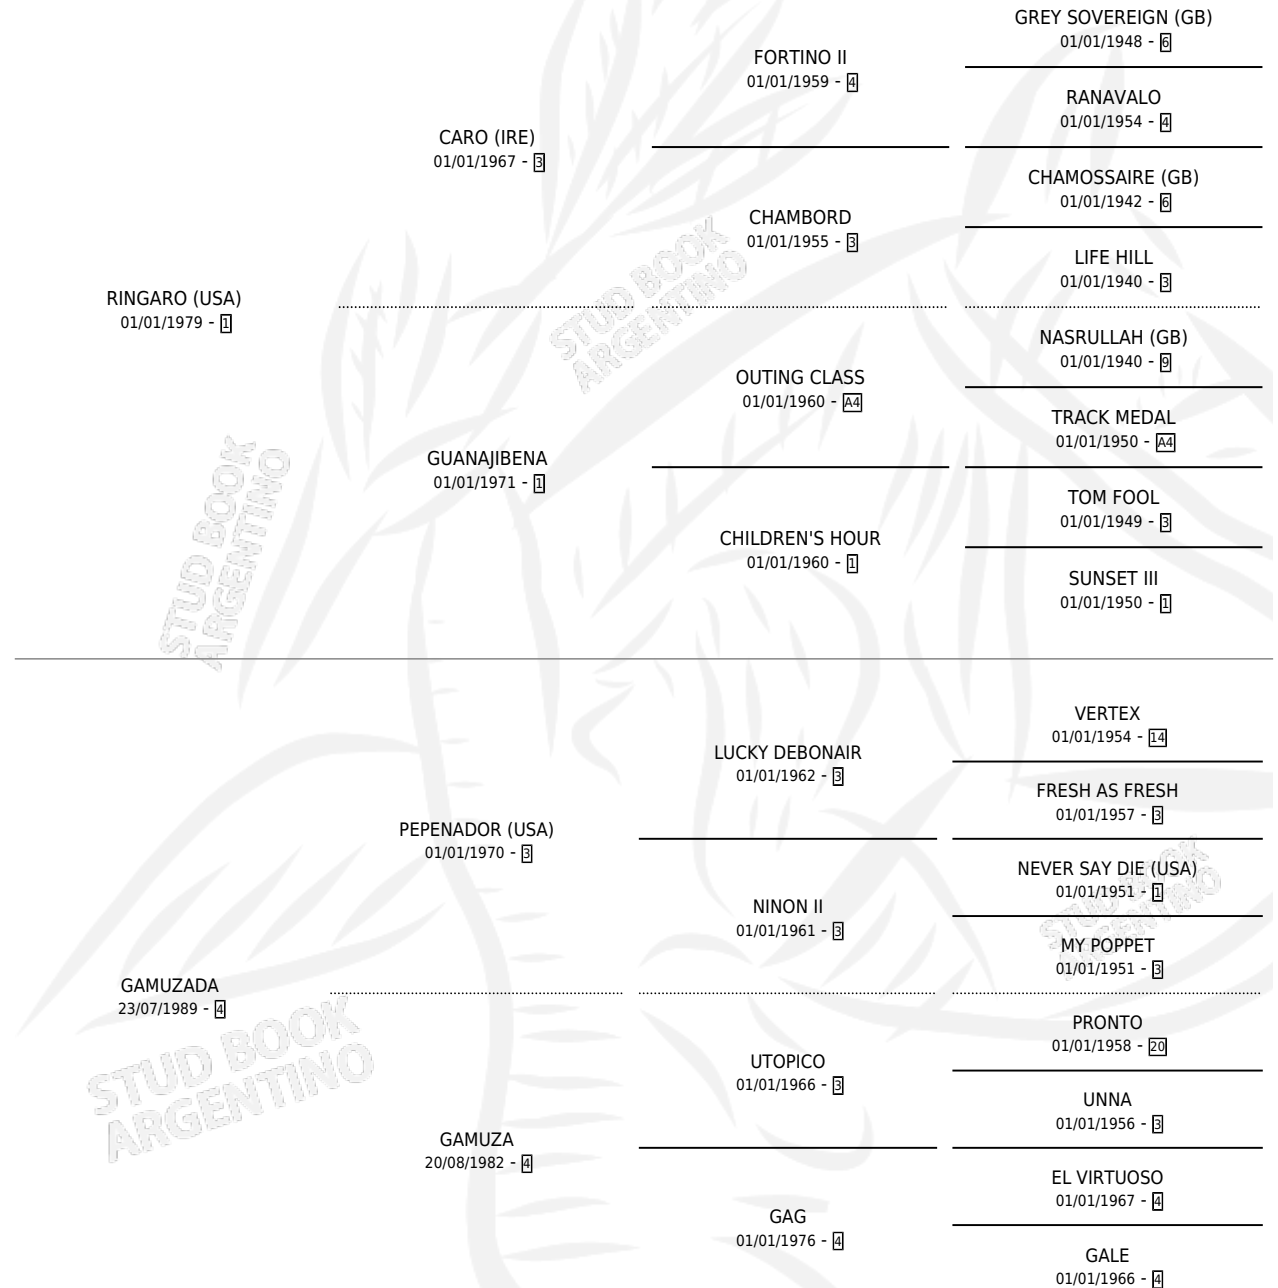 GREY SOVEREIGN (GB)
01/01/1948 - 6
FORTINO II
01/01/1959 - 4
RANAVALO
01/01/1954 - 4
CARO (IRE)
01/01/1967 - 3
CHAMOSSAIRE (GB)
01/01/1942 - 6
CHAMBORD
01/01/1955 - 3
LIFE HILL
01/01/1940 - 3
RINGARO (USA)
01/01/1979 - 1
NASRULLAH (GB)
01/01/1940 - 9
OUTING CLASS
01/01/1960 - A4
TRACK MEDAL
01/01/1950 - A4
GUANAJIBENA
01/01/1971 - 1
TOM FOOL
01/01/1949 - 3
CHILDREN'S HOUR
01/01/1960 - 1
SUNSET III
01/01/1950 - 1
VERTEX
01/01/1954 - 14
LUCKY DEBONAIR
01/01/1962 - 3
FRESH AS FRESH
01/01/1957 - 3
PEPENADOR (USA)
01/01/1970 - 3
NEVER SAY DIE (USA)
01/01/1951 - 1
NINON II
01/01/1961 - 3
MY POPPET
01/01/1951 - 3
GAMUZADA
23/07/1989 - 4
PRONTO
01/01/1958 - 20
UTOPICO
01/01/1966 - 3
UNNA
01/01/1956 - 3
GAMUZA
20/08/1982 - 4
EL VIRTUOSO
01/01/1967 - 4
GAG
01/01/1976 - 4
GALE
01/01/1966 - 4
STUD BOOK
ARGENTINO
STUD BOOK
ARGENTINO
STUD BOOK
ARGENTINO
STUD BOOK
ARGENTINO